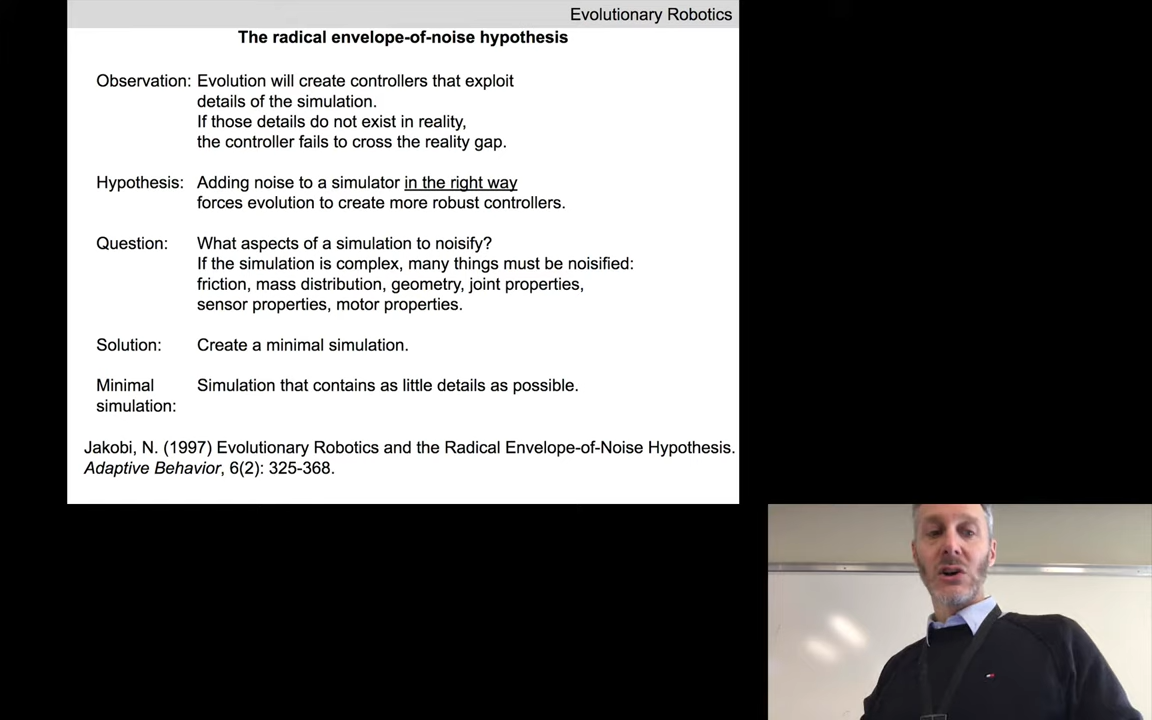 Evolutionary Robotics
The radical envelope-of-noise hypothesis
Observation: Evolution will create controllers that exploit
details of the simulation.
If those details do not exist in reality,
the controller fails to cross the reality gap.
Hypothesis: Adding noise to a simulator in the right way
forces evolution to create more robust controllers.
Question: What aspects of a simulation to noisify?
If the simulation is complex, many things must be noisified:
friction, mass distribution, geometry, joint properties,
sensor properties, motor properties.
Solution: Create a minimal simulation.
Minimal Simulation that contains as little details as possible.
simulation:
Jakobi, N. (1997) Evolutionary Robotics and the Radical Envelope-of-Noise Hypothesis.
Adaptive Behavior, 6(2): 325-368.